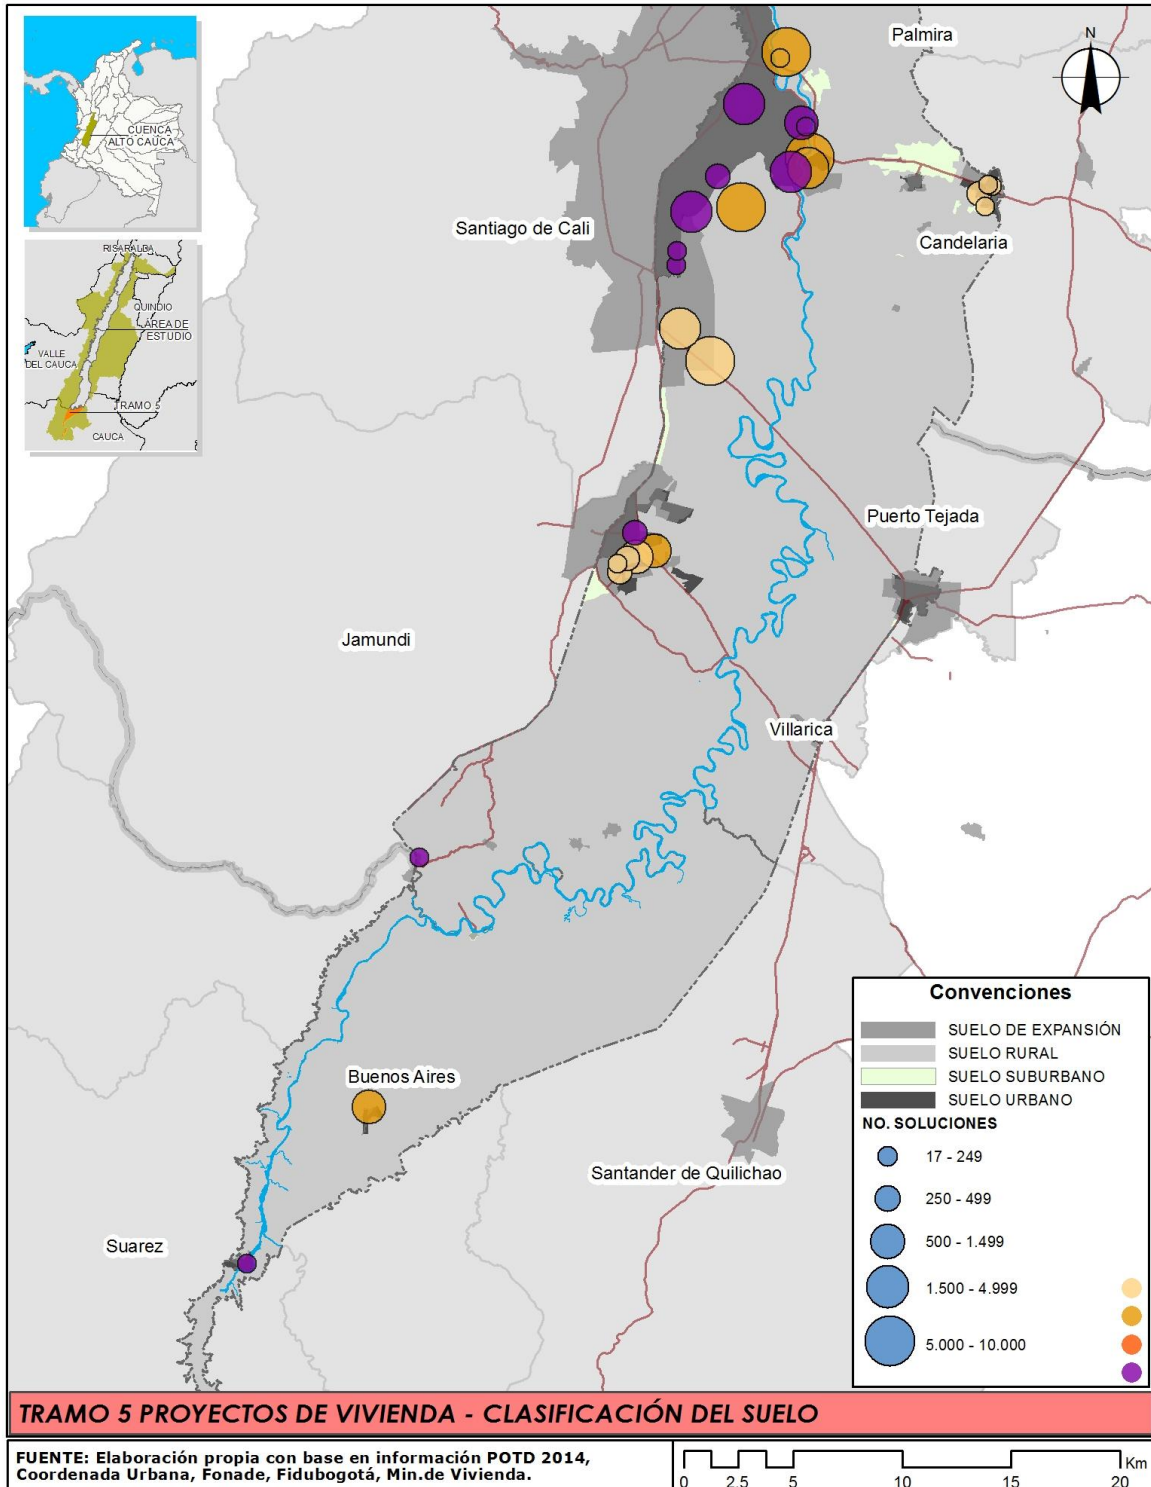 Palmira
N
CUENCA
ALTO CAUCA
Santiago de Cali
Candelaria
RISARALDA
QUINDIO
AREA DE
ESTUDIO
VALLE
DEL CAUCA
TRAMO 5
CAUCA
Puerto Tejada
Jamundi
Villarica
Buenos Aires
Santander de Quilichao
Suarez
Convenciones
SUELO DE EXPANSIÓN
SUELO RURAL
SUELO SUBURBANO
SUELO URBANO
NO. SOLUCIONES
17 - 249
250 - 499
500 - 1.499
1.500 - 4.999
5.000 - 10.000
TRAMO 5 PROYECTOS DE VIVIENDA - CLASIFICACIÓN DEL SUELO
FUENTE: Elaboración propia con base en información POTD 2014,
Coordenada Urbana, Fonade, Fidubogotá, Min.de Vivienda.
Km
0 2.5 5 10 15 20